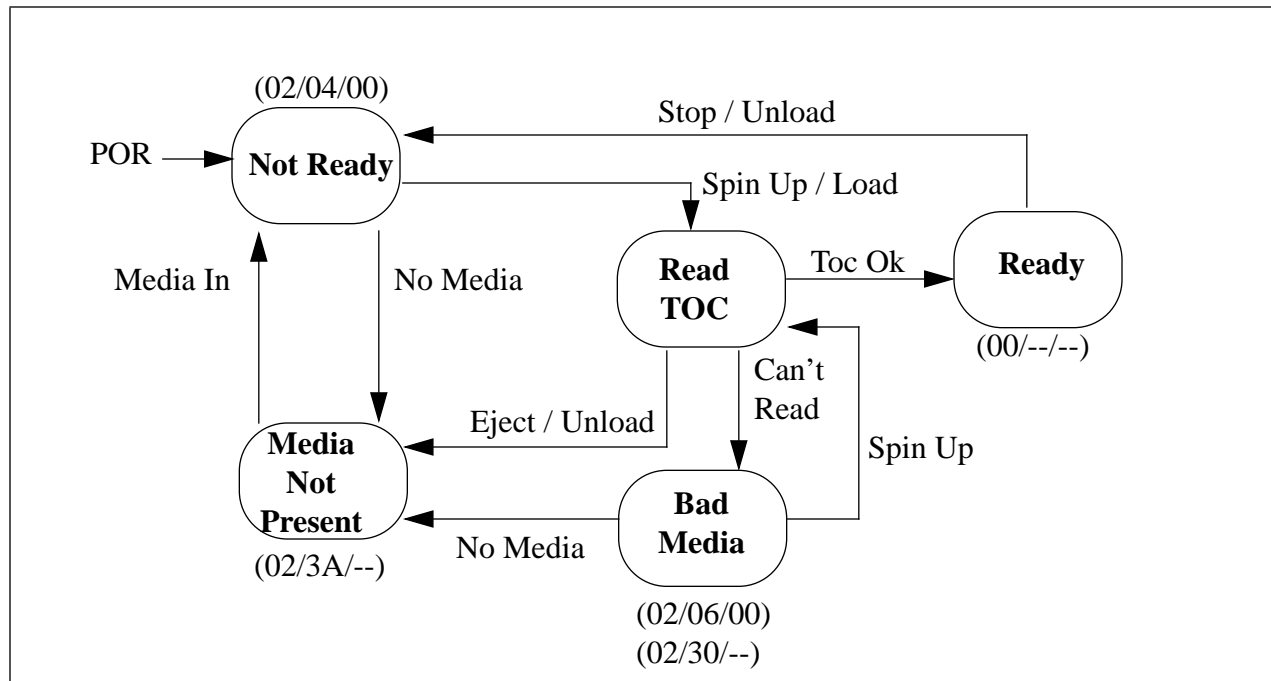 (02/04/00)
Stop / Unload
POR
Not Ready
Spin Up / Load
Media In
No Media
Read
TOC
Toc Ok
Ready
(00/--/--)
Can’t
Read
Eject / Unload
Spin Up
Media
Not
Present
(02/3A/--)
No Media
Bad
Media
(02/06/00)
(02/30/--)